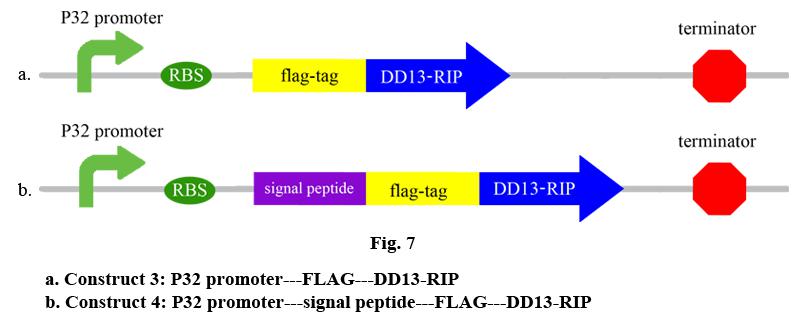 P32 promoter
terminator
a.
RBS
flag-tag
DD13-RIP
P32 promoter
terminator
b.
RBS
signal peptide
flag-tag
DD13-RIP
Fig. 7
a. Construct 3: P32 promoter---FLAG---DD13-RIP
b. Construct 4: P32 promoter---signal peptide---FLAG---DD13-RIP